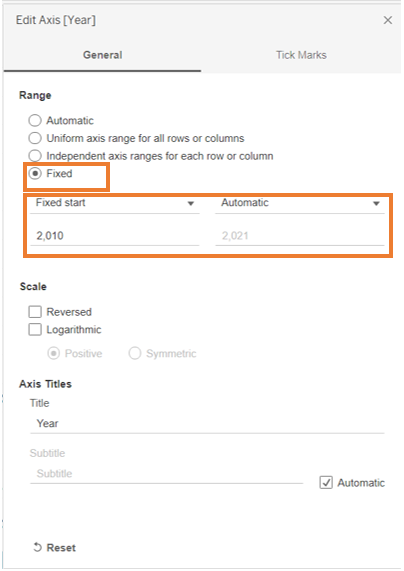 Edit Axis [Year]
General Tick Marks
Range
Automatic
Uniform axis range for all rows or columns
Independent axis ranges for each row or column
Fixed
Fixed start Automatic
2,010 2,021
Scale
Reversed
Logarithmic
Positive Symmetric
Axis Titles
Title
Year
Subtitle
Subtitle
Automatic
Reset